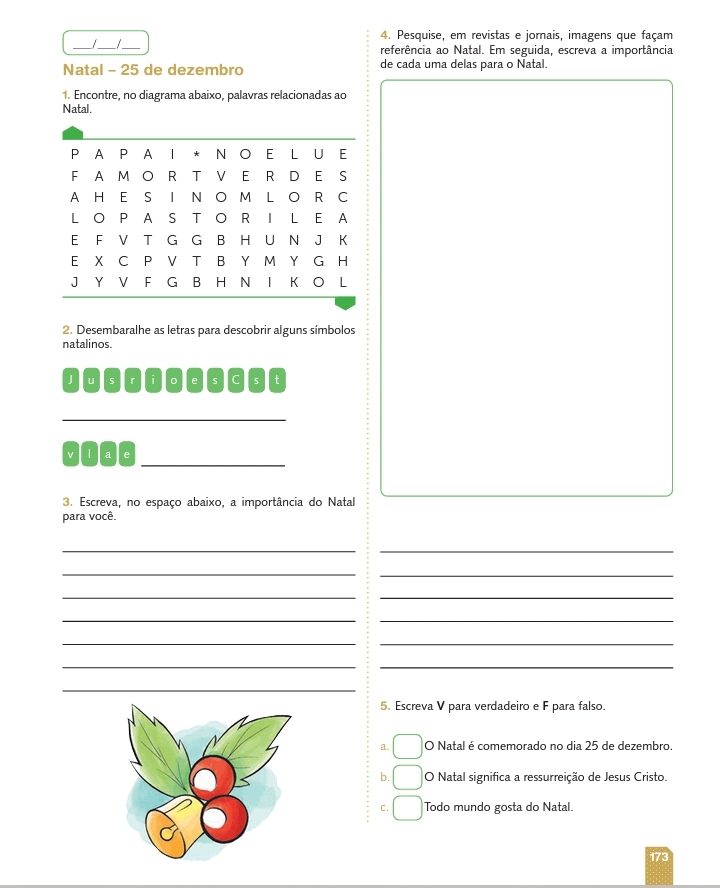 ___/___/___
Natal – 25 de dezembro
1. Encontre, no diagrama abaixo, palavras relacionadas ao
Natal.
P A P A I * N O E L U E
F A M O R T V E R D E S
A H E S I N O M L O R C
L O P A S T O R I L E A
E F V T G G B H U N J K
E X C P V T B Y M Y G H
J Y V F G B H N I K O L
2. Desembaralhe as letras para descobrir alguns símbolos
natalinos.
J u s r i o e s C s t
v l a e
3. Escreva, no espaço abaixo, a importância do Natal
para você.
4. Pesquise, em revistas e jornais, imagens que façam
referência ao Natal. Em seguida, escreva a importância
de cada uma delas para o Natal.
5. Escreva V para verdadeiro e F para falso.
a. O Natal é comemorado no dia 25 de dezembro.
b. O Natal significa a ressurreição de Jesus Cristo.
c. Todo mundo gosta do Natal.
173